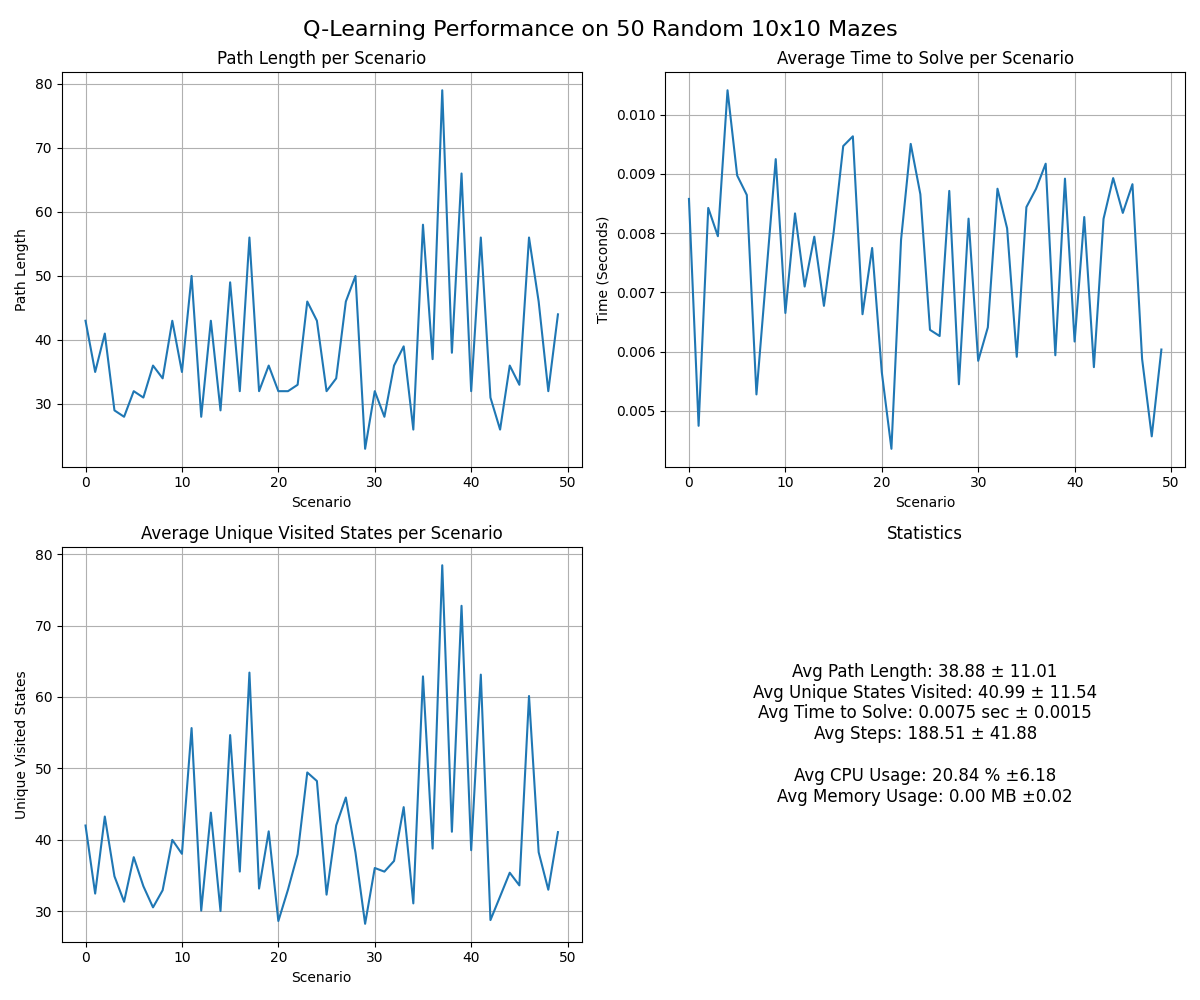 Q-Learning Performance on 50 Random 10x10 Mazes
Path Length per Scenario
80
70
60
50
40
30
Path Length
0 10 20 30 40 50
Scenario
Average Time to Solve per Scenario
0.010
0.009
0.008
0.007
0.006
0.005
Time (Seconds)
0 10 20 30 40 50
Scenario
Average Unique Visited States per Scenario
80
70
60
50
40
30
Unique Visited States
0 10 20 30 40 50
Scenario
Statistics
Avg Path Length: 38.88 ± 11.01
Avg Unique States Visited: 40.99 ± 11.54
Avg Time to Solve: 0.0075 sec ± 0.0015
Avg Steps: 188.51 ± 41.88
Avg CPU Usage: 20.84 % ±6.18
Avg Memory Usage: 0.00 MB ±0.02